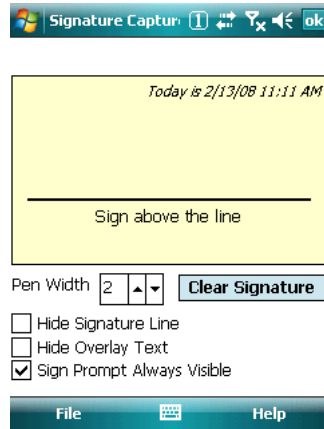 Signature Captur 1 ok
Today is 2/13/08 11:11 AM
Sign above the line
Pen Width 2 Clear Signature
Hide Signature Line
Hide Overlay Text
Sign Prompt Always Visible
File Help